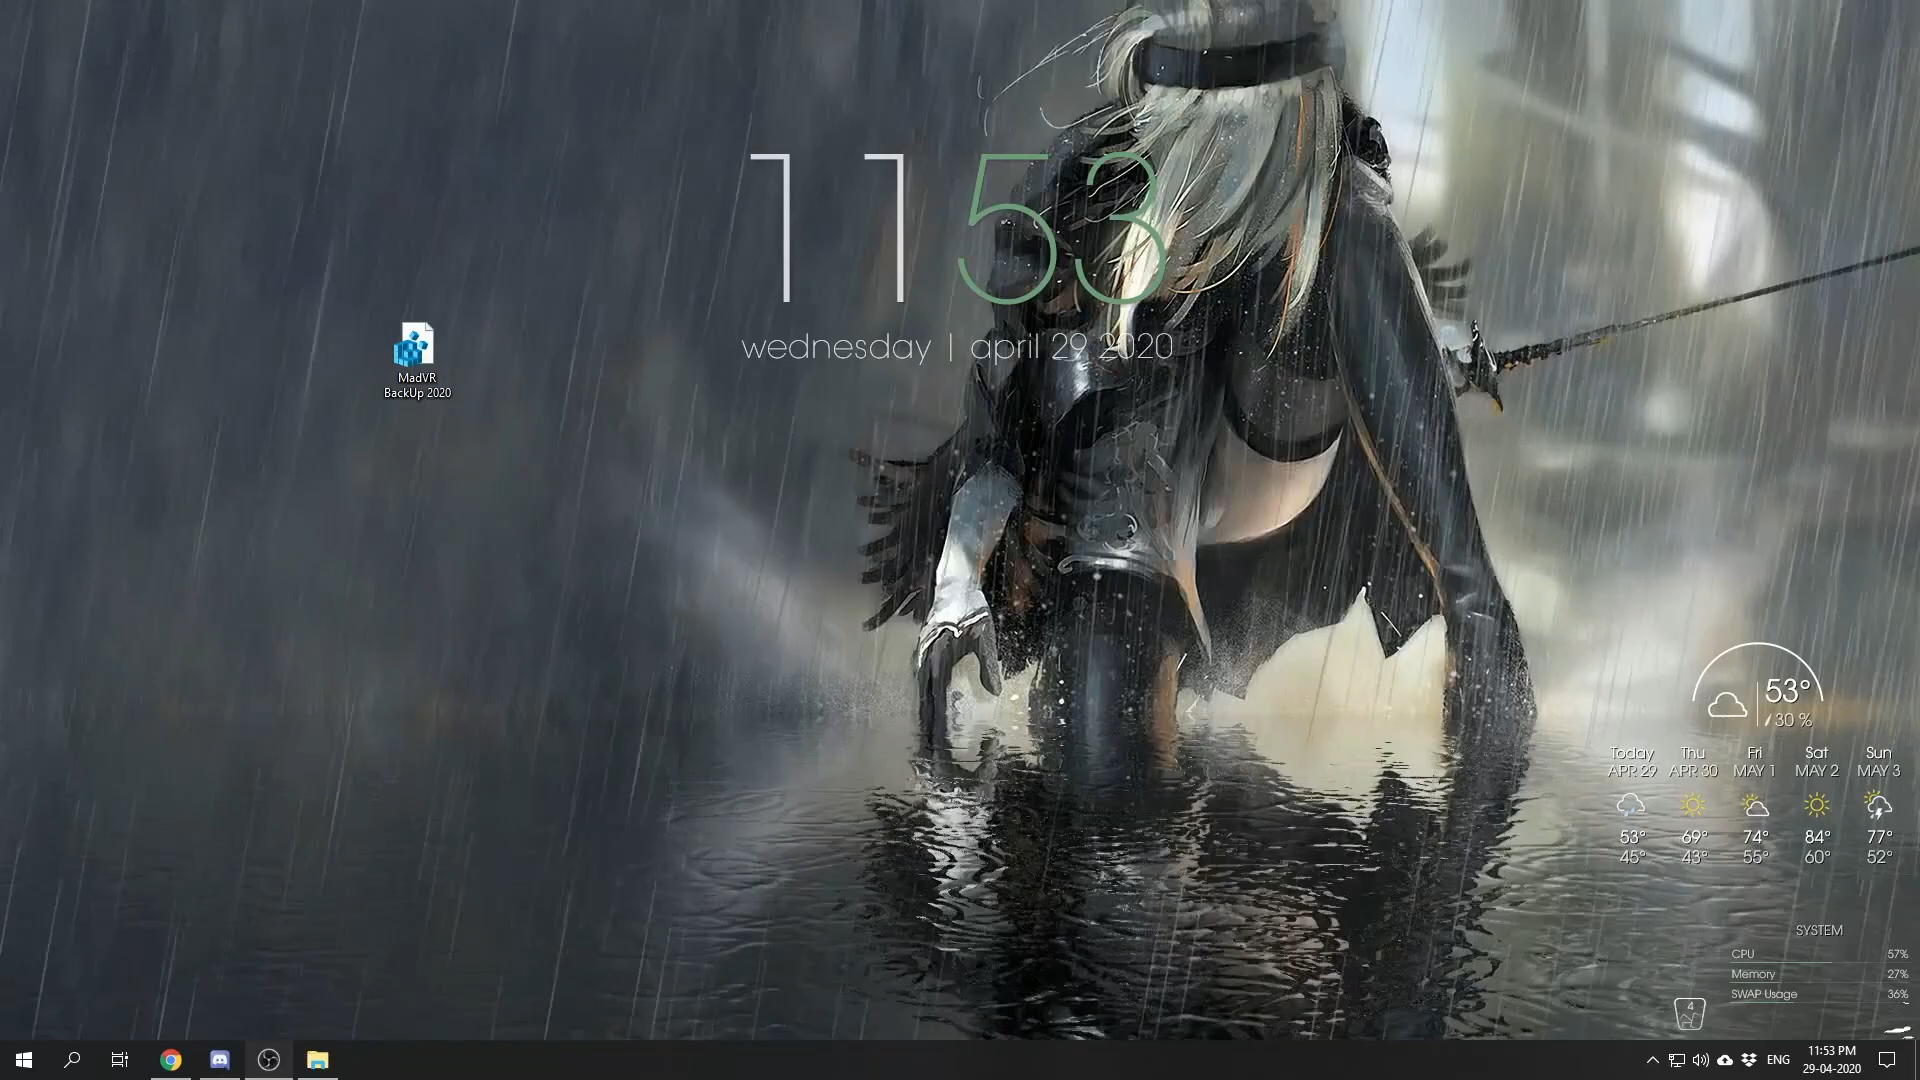 11 53
wednesday | april 29 2020
MadVR
BackUp 2020
53°
30 %
Today Thu Fri Sat Sun
APR 29 APR 30 MAY 1 MAY 2 MAY 3
53° 69° 74° 84° 77°
45° 43° 55° 60° 52°
SYSTEM
CPU 57%
Memory 27%
SWAP Usage 36%
4
ENG
11:53 PM
29-04-2020